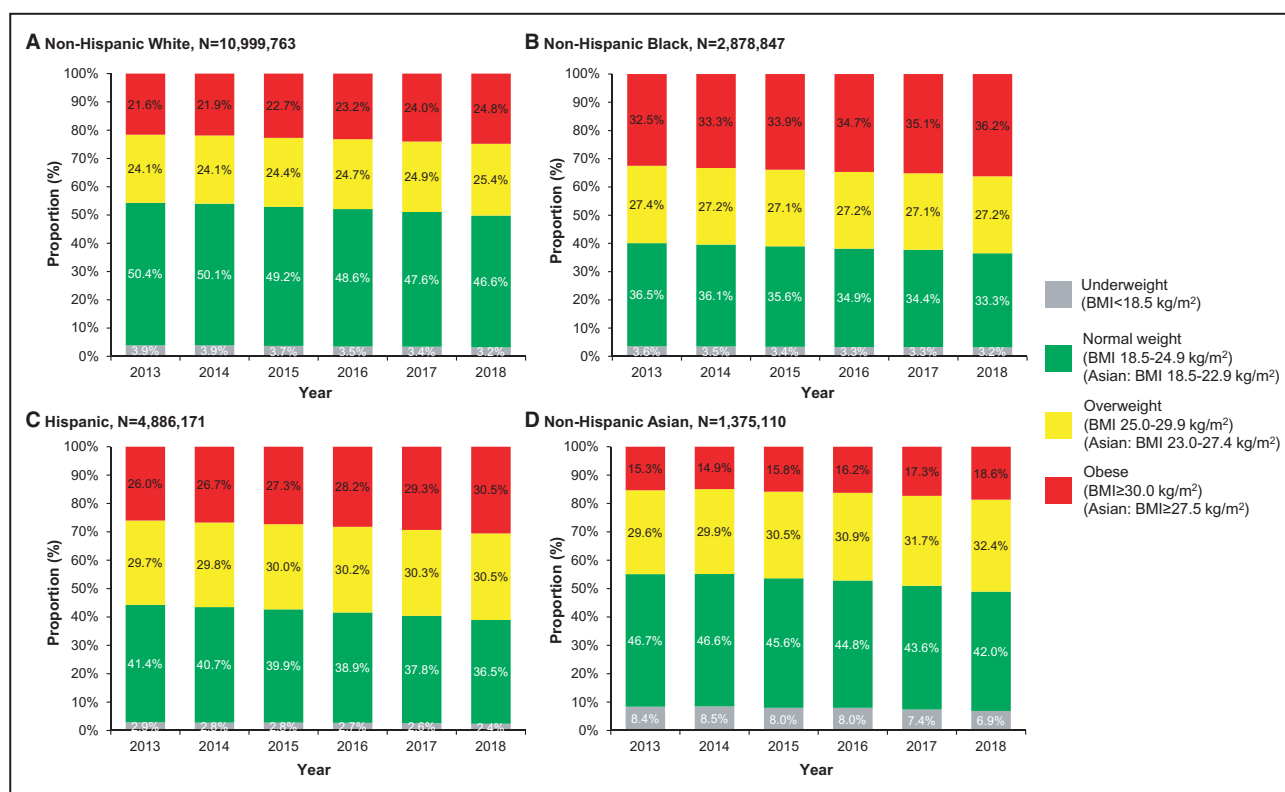 A Non-Hispanic White, N=10,999,763
Proportion (%)
100%
90%
80%
70%
60%
50%
40%
30%
20%
10%
0%
21.6% 21.9% 22.7% 23.2% 24.0% 24.8%
24.1% 24.1% 24.4% 24.7% 24.9% 25.4%
50.4% 50.1% 49.2% 48.6% 47.6% 46.6%
3.9% 3.9% 3.7% 3.5% 3.4% 3.2%
2013 2014 2015 2016 2017 2018
Year
B Non-Hispanic Black, N=2,878,847
Proportion (%)
100%
90%
80%
70%
60%
50%
40%
30%
20%
10%
0%
32.5% 33.3% 33.9% 34.7% 35.1% 36.2%
27.4% 27.2% 27.1% 27.2% 27.1% 27.2%
36.5% 36.1% 35.6% 34.9% 34.4% 33.3%
3.6% 3.5% 3.4% 3.3% 3.3% 3.2%
2013 2014 2015 2016 2017 2018
Year
C Hispanic, N=4,886,171
Proportion (%)
100%
90%
80%
70%
60%
50%
40%
30%
20%
10%
0%
26.0% 26.7% 27.3% 28.2% 29.3% 30.5%
29.7% 29.8% 30.0% 30.2% 30.3% 30.5%
41.4% 40.7% 39.9% 38.9% 37.8% 36.5%
2.9% 2.8% 2.8% 2.7% 2.6% 2.4%
2013 2014 2015 2016 2017 2018
Year
D Non-Hispanic Asian, N=1,375,110
Proportion (%)
100%
90%
80%
70%
60%
50%
40%
30%
20%
10%
0%
15.3% 14.9% 15.8% 16.2% 17.3% 18.6%
29.6% 29.9% 30.5% 30.9% 31.7% 32.4%
46.7% 46.6% 45.6% 44.8% 43.6% 42.0%
8.4% 8.5% 8.0% 8.0% 7.4% 6.9%
2013 2014 2015 2016 2017 2018
Year
Underweight
(BMI<18.5 kg/m²)
Normal weight
(BMI 18.5-24.9 kg/m²)
(Asian: BMI 18.5-22.9 kg/m²)
Overweight
(BMI 25.0-29.9 kg/m²)
(Asian: BMI 23.0-27.4 kg/m²)
Obese
(BMI≥30.0 kg/m²)
(Asian: BMI≥27.5 kg/m²)